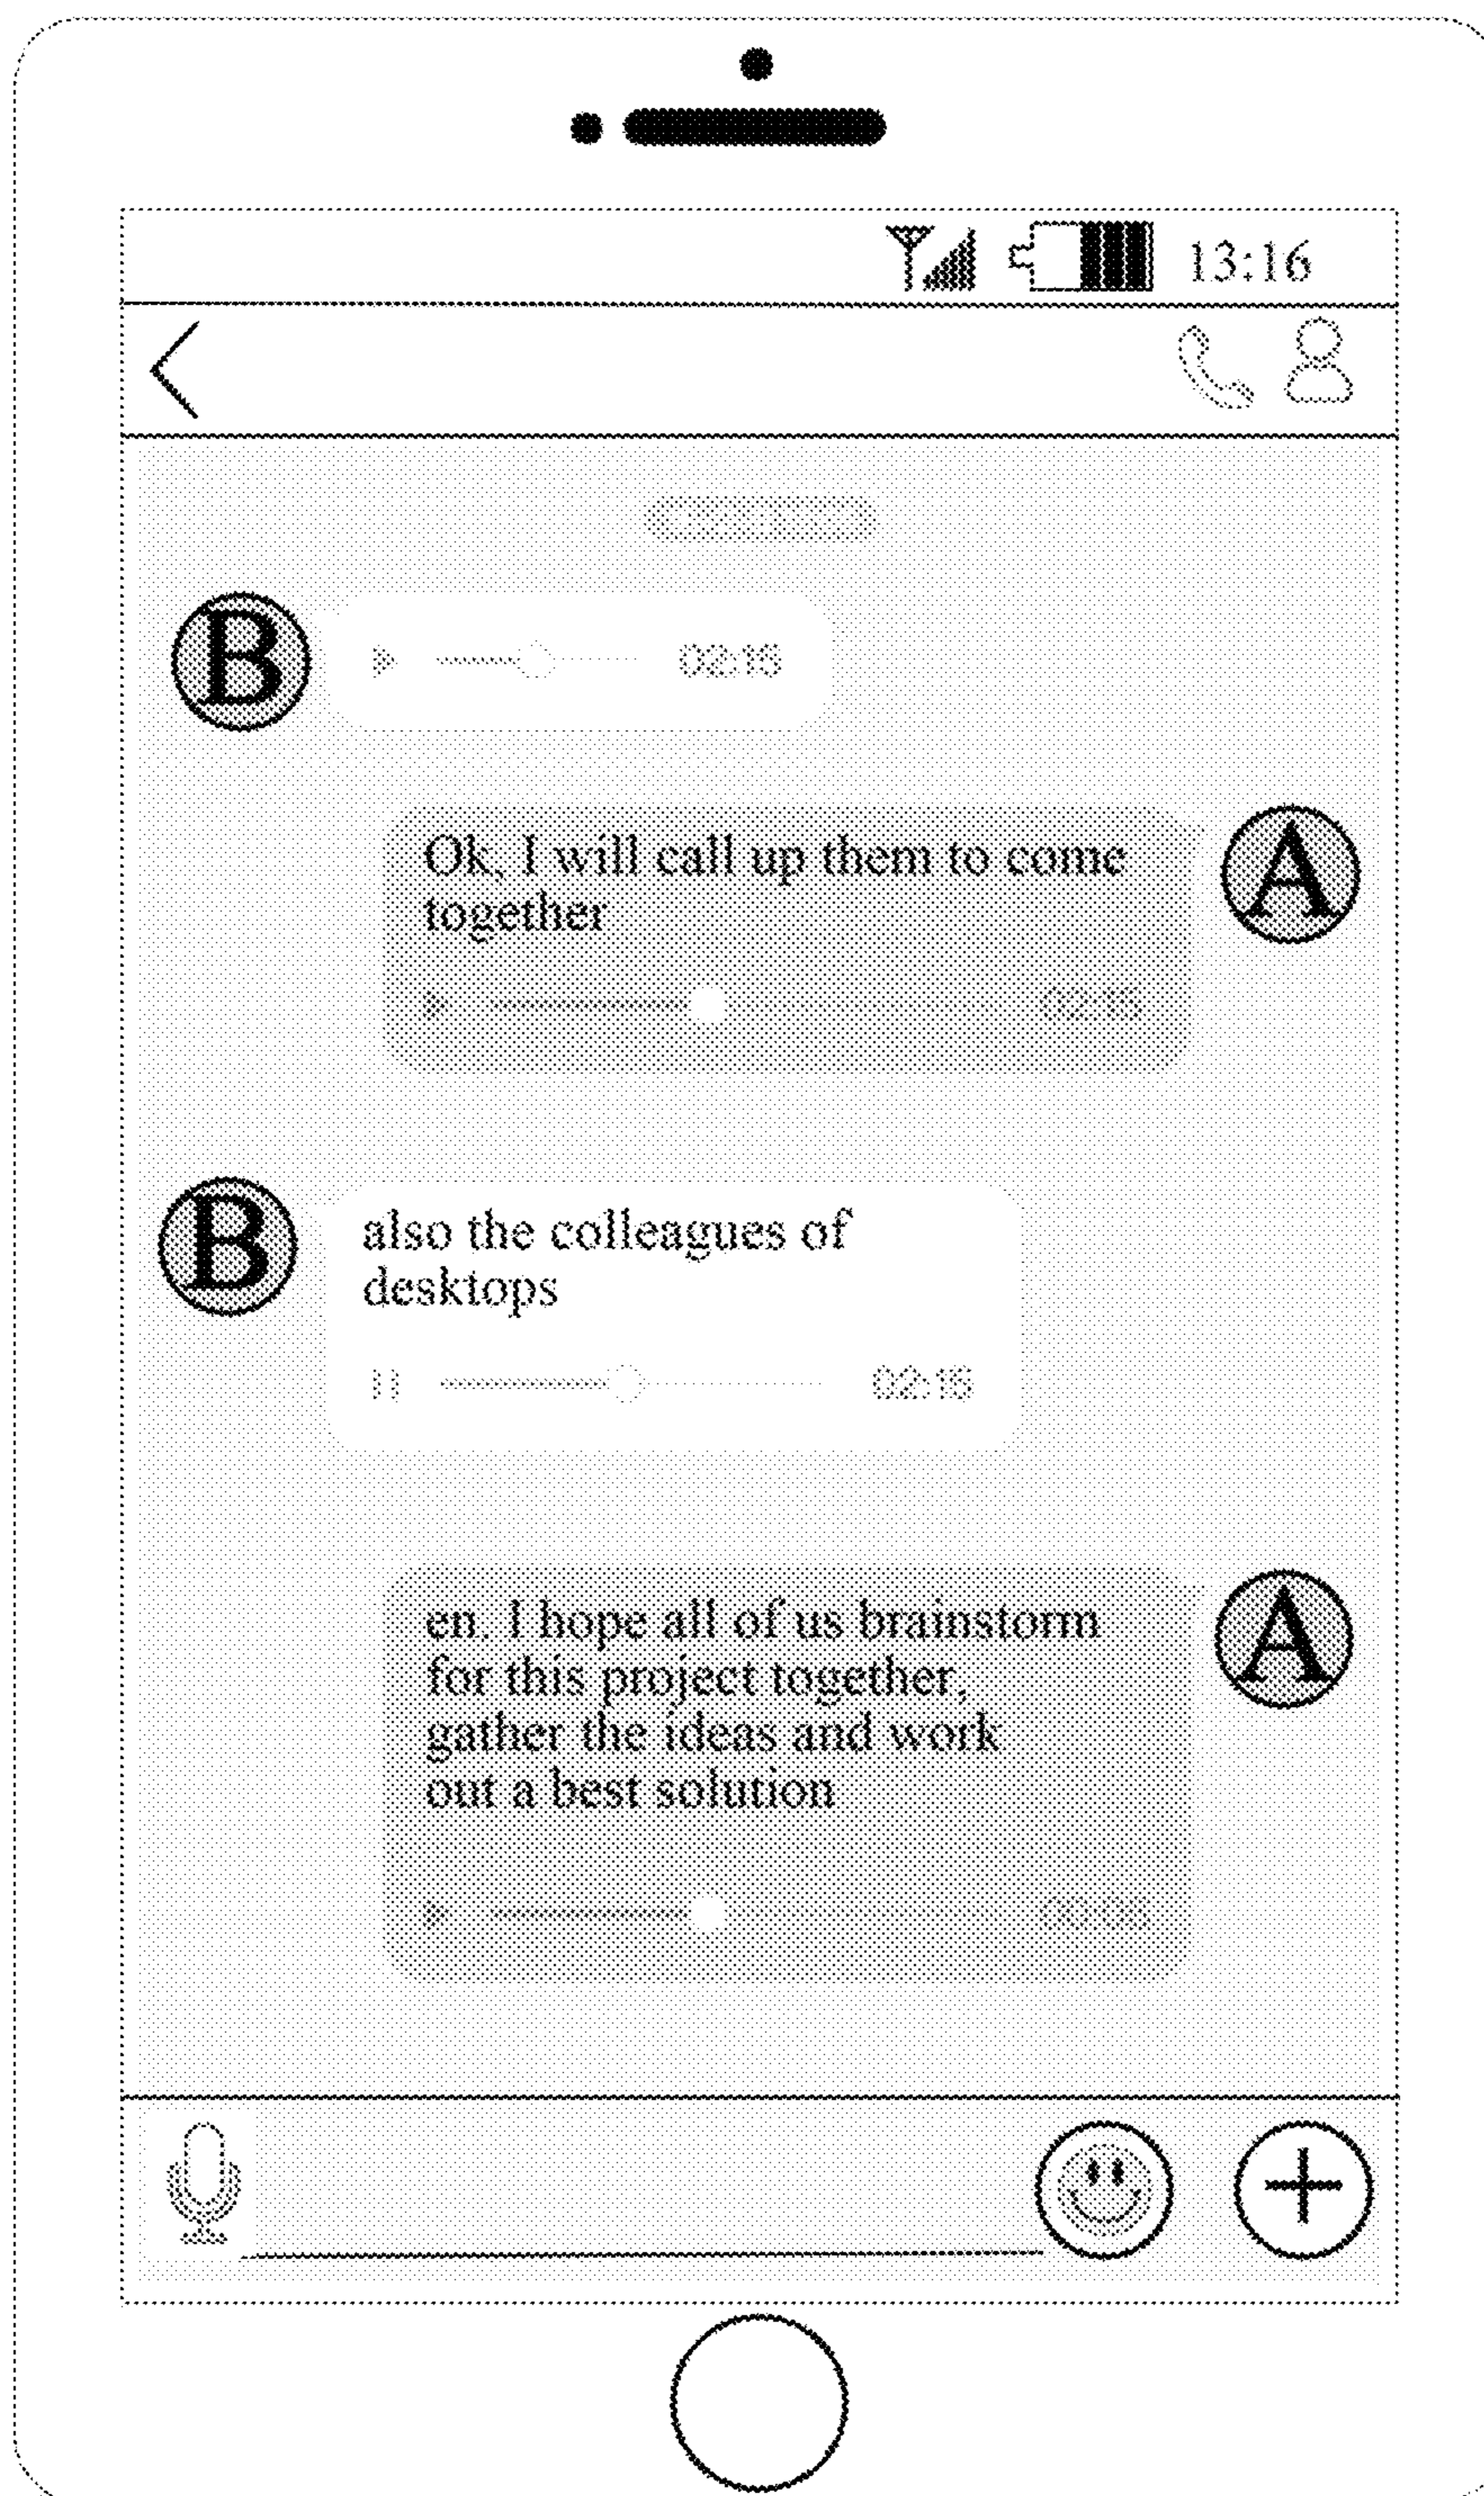 13:16
B
02:16
Ok, I will call up them to come
together
A
B
also the colleagues of
desktops
02:16
en. I hope all of us brainstorm
for this project together,
gather the ideas and work
out a best solution
A